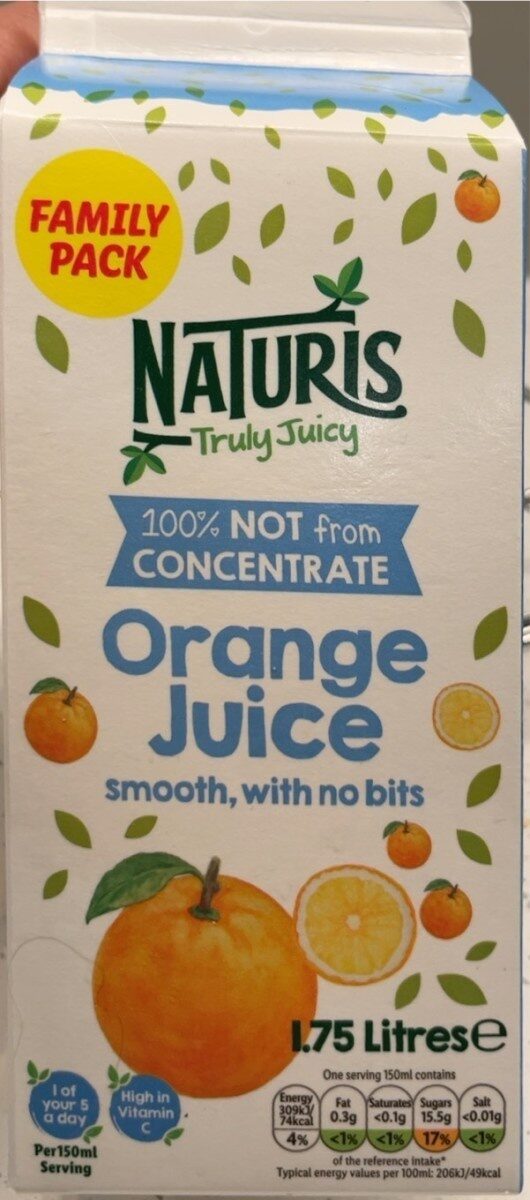 FAMILY
PACK
NATURIS
Truly Juicy
100% NOT from
CONCENTRATE
Orange
Juice
smooth, with no bits
1.75 Litres e
1 of
your 5
a day
Per150ml
Serving
High in
Vitamin
C
One serving 150ml contains
Energy
309kJ/
74kcal
4%
Fat
0.3g
<1%
Saturates
<0.1g
<1%
Sugars
15.5g
17%
Salt
<0.01g
<1%
of the reference intake*
Typical energy values per 100ml: 206kJ/49kcal